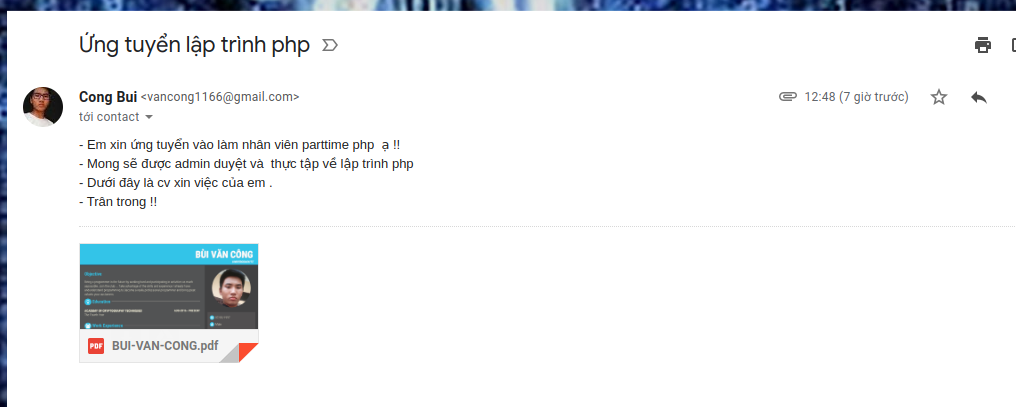 Ứng tuyển lập trình php
Cong Bui <vancong1166@gmail.com>
12:48 (7 giờ trước)
tới contact
- Em xin ứng tuyển vào làm nhân viên parttime php ạ !!
- Mong sẽ được admin duyệt và thực tập về lập trình php
- Dưới đây là cv xin việc của em .
- Trân trong !!
BÙI VĂN CÔNG
Objective
Education
Work Experience
PDF
BUI-VAN-CONG.pdf